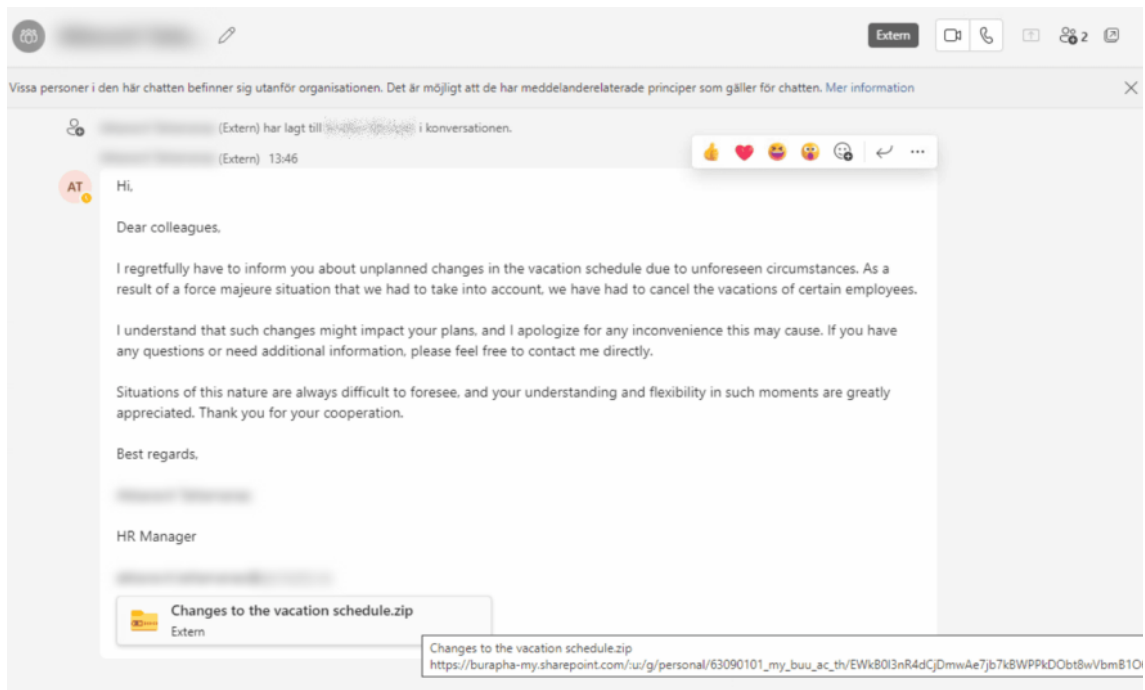 Extern
2
Vissa personer i den här chatten befinner sig utanför organisationen. Det är möjligt att de har meddelanderelaterade principer som gäller för chatten. Mer information
(Extern) har lagt till i konversationen.
(Extern) 13:46
AT
Hi,
Dear colleagues,
I regretfully have to inform you about unplanned changes in the vacation schedule due to unforeseen circumstances. As a
result of a force majeure situation that we had to take into account, we have had to cancel the vacations of certain employees.
I understand that such changes might impact your plans, and I apologize for any inconvenience this may cause. If you have
any questions or need additional information, please feel free to contact me directly.
Situations of this nature are always difficult to foresee, and your understanding and flexibility in such moments are greatly
appreciated. Thank you for your cooperation.
Best regards,
HR Manager
Changes to the vacation schedule.zip
Extern
Changes to the vacation schedule.zip
https://burapha-my.sharepoint.com/:u:/g/personal/63090101_my_buu_ac_th/EWkB0I3nR4dCjDmwAe7jb7kBWPPkDObt8wVbmB1O